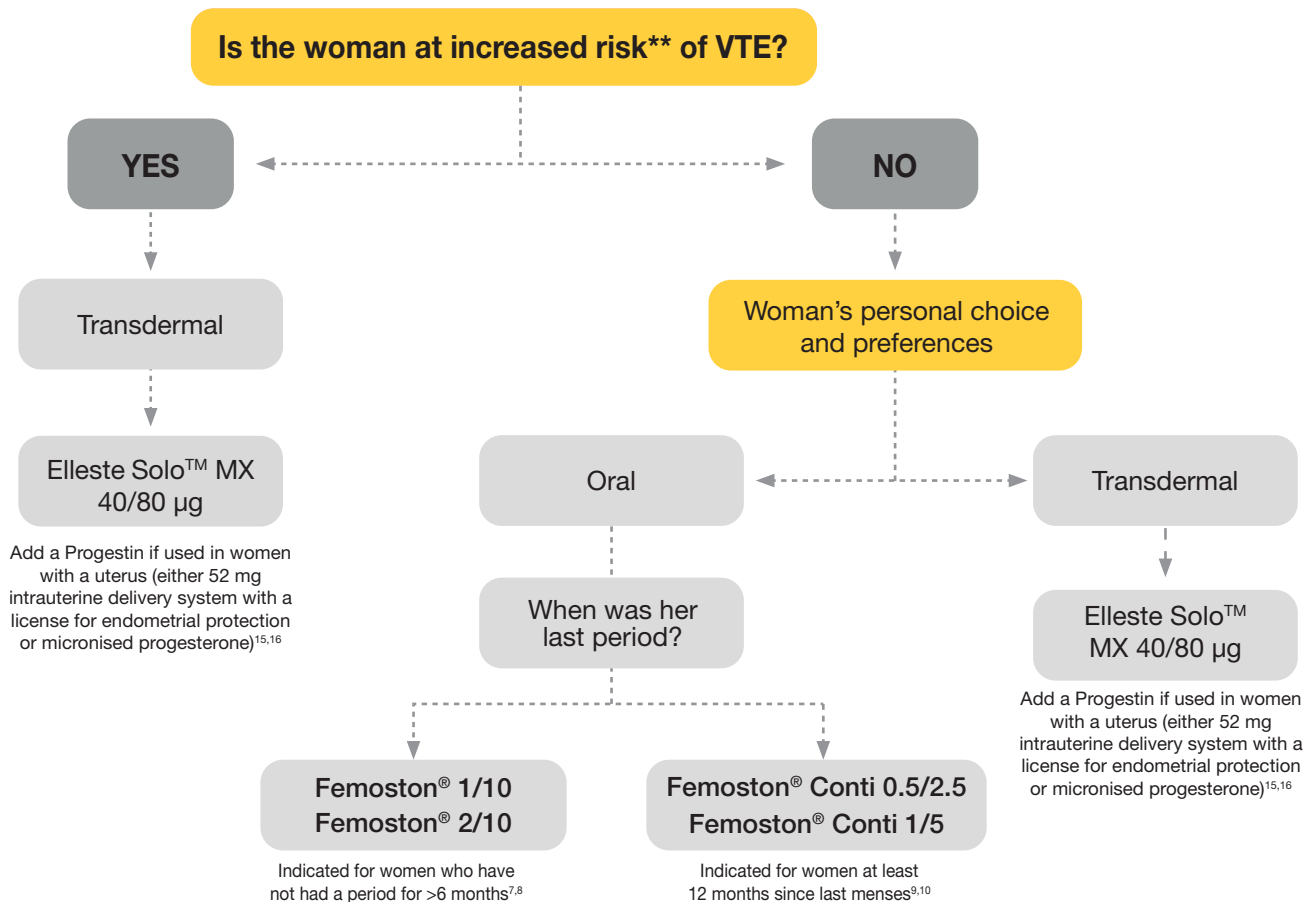 Is the woman at increased risk** of VTE?
YES
NO
Transdermal
Woman's personal choice
and preferences
Elleste Solo™ MX
40/80 µg
Oral
Transdermal
Add a Progestin if used in women
with a uterus (either 52 mg
intrauterine delivery system with a
license for endometrial protection
or micronised progesterone)15,16
When was her
last period?
Elleste Solo™
MX 40/80 µg
Add a Progestin if used in women
with a uterus (either 52 mg
intrauterine delivery system with a
license for endometrial protection
or micronised progesterone)15,16
Femoston® 1/10
Femoston® 2/10
Femoston® Conti 0.5/2.5
Femoston® Conti 1/5
Indicated for women who have
not had a period for >6 months7,8
Indicated for women at least
12 months since last menses9,10